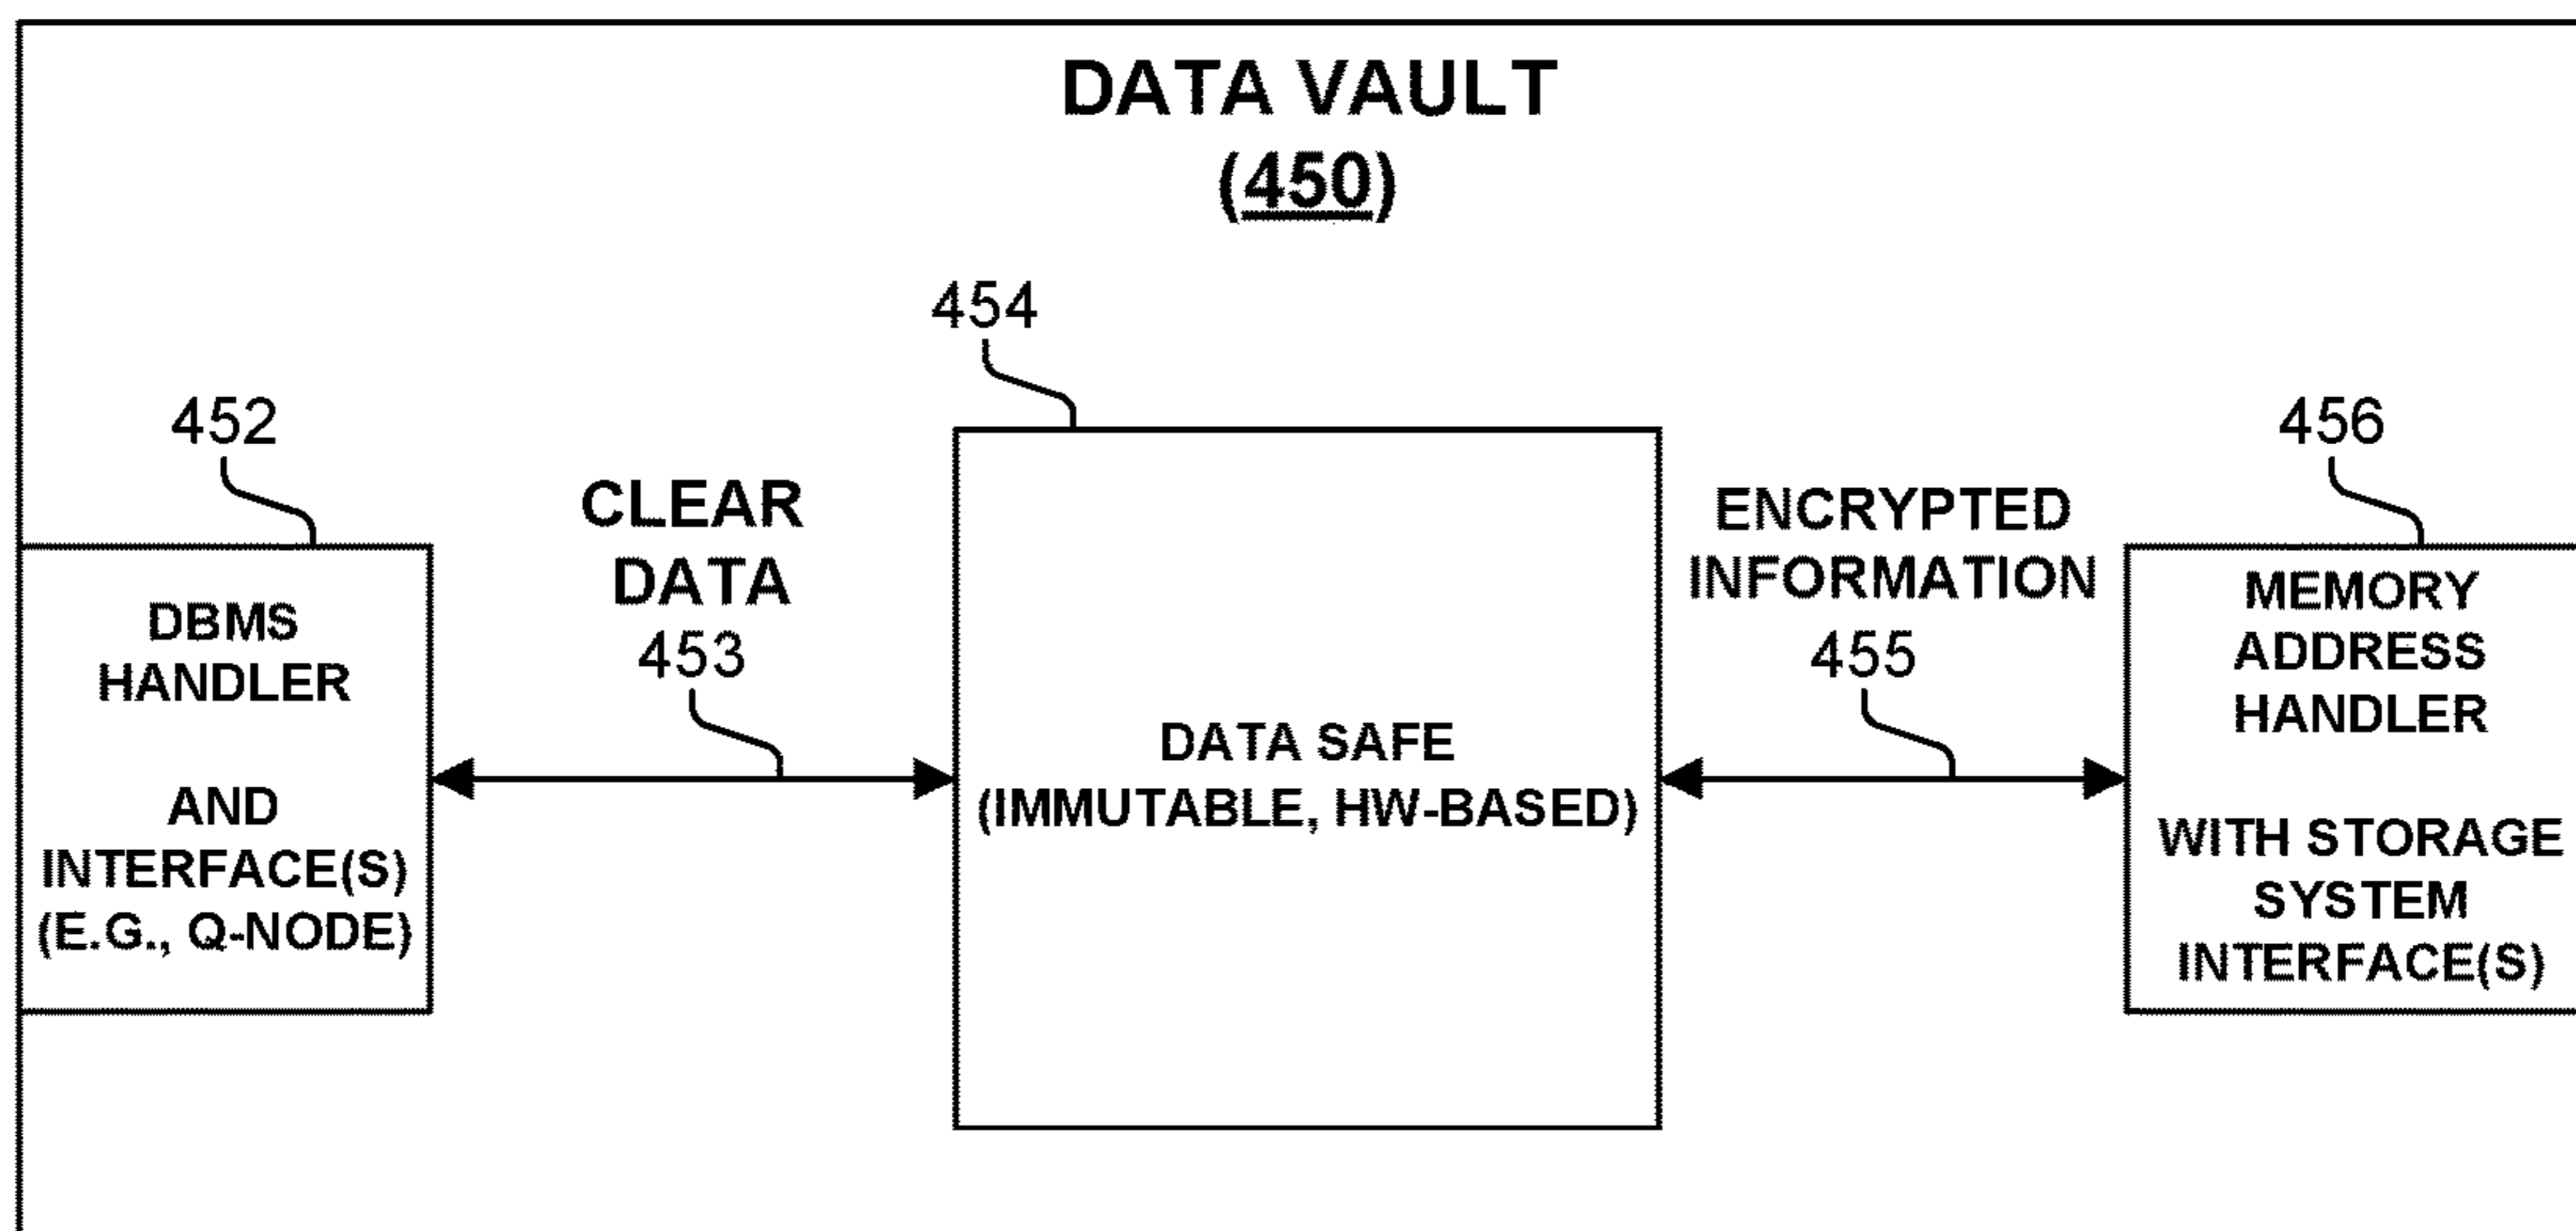 DATA VAULT
(450)
454
452
456
CLEAR
DATA
453
ENCRYPTED
INFORMATION
455
DBMS
HANDLER
AND
INTERFACE(S)
(E.G., Q-NODE)
DATA SAFE
(IMMUTABLE, HW-BASED)
MEMORY
ADDRESS
HANDLER
WITH STORAGE
SYSTEM
INTERFACE(S)